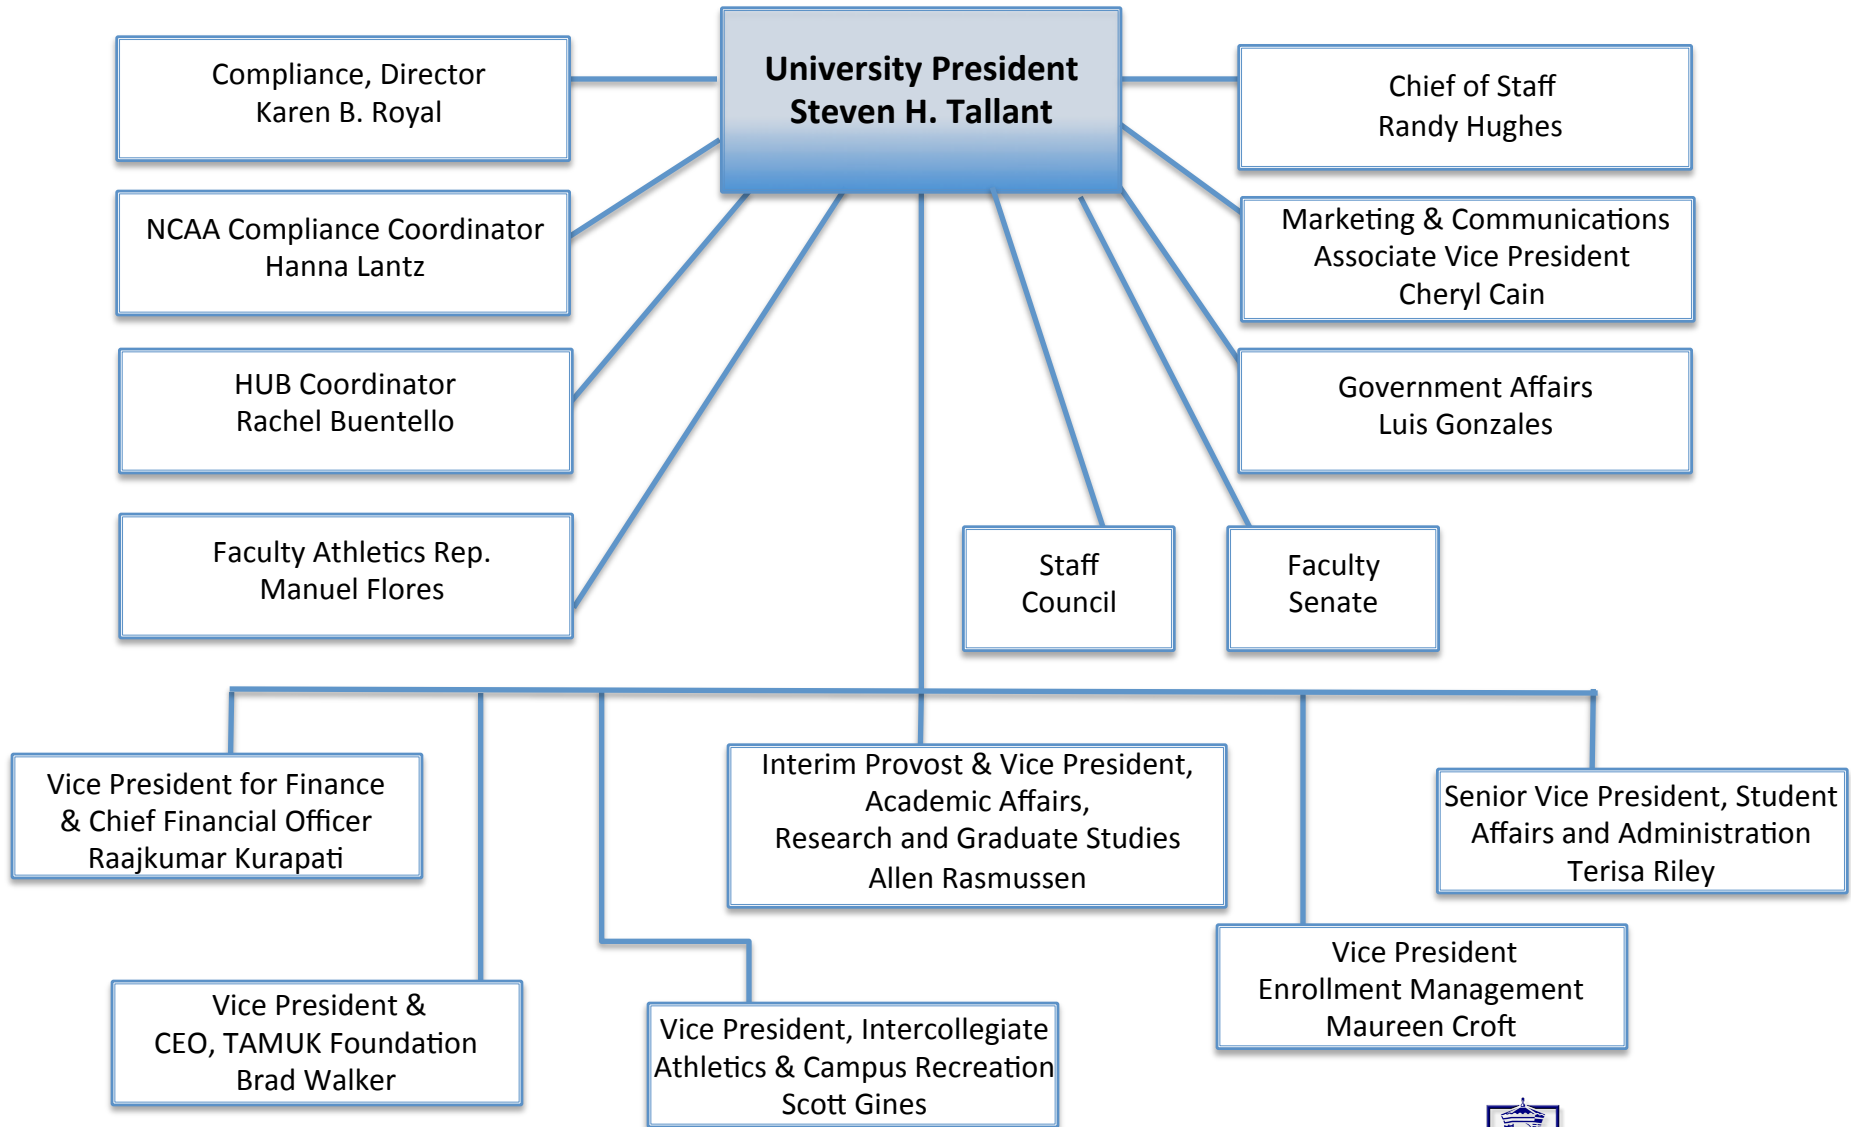 University President
Steven H. Tallant
Compliance, Director
Karen B. Royal
Chief of Staff
Randy Hughes
NCAA Compliance Coordinator
Hanna Lantz
Marketing & Communications
Associate Vice President
Cheryl Cain
HUB Coordinator
Rachel Buentello
Government Affairs
Luis Gonzales
Faculty Athletics Rep.
Manuel Flores
Staff
Council
Faculty
Senate
Vice President for Finance
& Chief Financial Officer
Raajkumar Kurapati
Interim Provost & Vice President,
Academic Affairs,
Research and Graduate Studies
Allen Rasmussen
Senior Vice President, Student
Affairs and Administration
Terisa Riley
Vice President &
CEO, TAMUK Foundation
Brad Walker
Vice President, Intercollegiate
Athletics & Campus Recreation
Scott Gines
Vice President
Enrollment Management
Maureen Croft